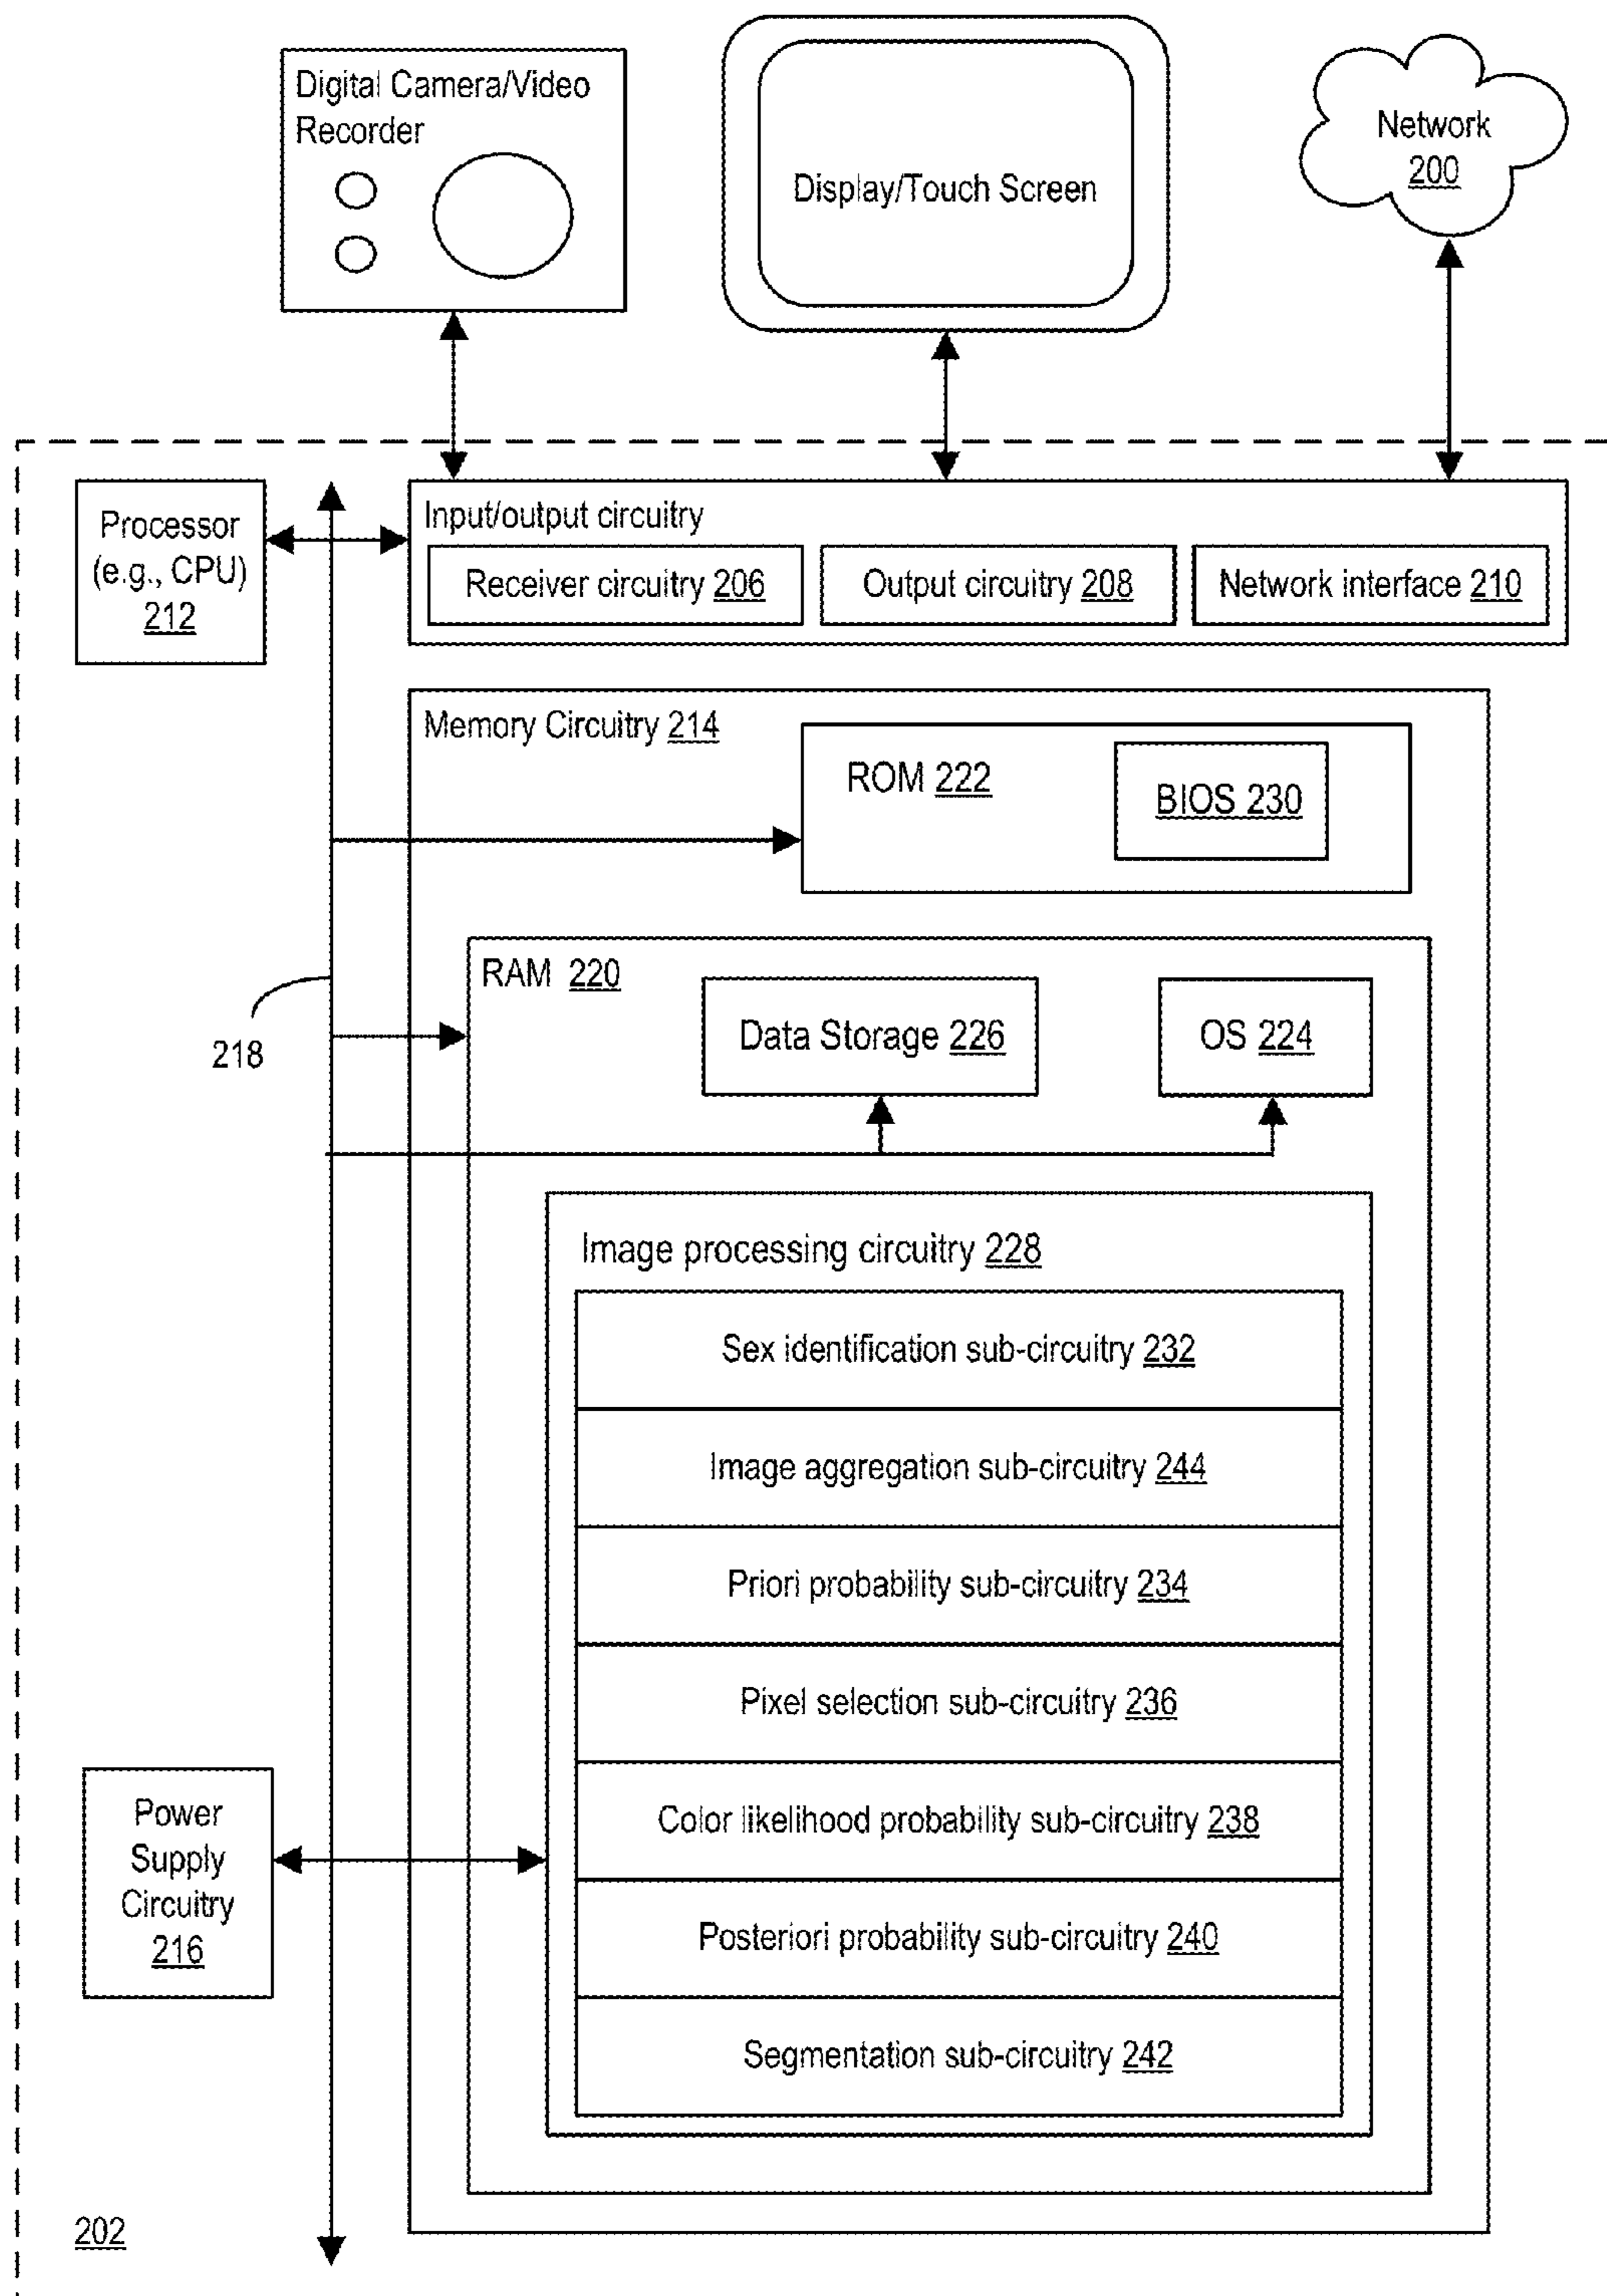 Digital Camera/Video
Recorder
Display/Touch Screen
Network
200
Processor
(e.g., CPU)
212
Input/output circuitry
Receiver circuitry 206
Output circuitry 208
Network interface 210
Memory Circuitry 214
ROM 222
BIOS 230
218
RAM 220
Data Storage 226
OS 224
Image processing circuitry 228
Sex identification sub-circuitry 232
Image aggregation sub-circuitry 244
Priori probability sub-circuitry 234
Pixel selection sub-circuitry 236
Color likelihood probability sub-circuitry 238
Posteriori probability sub-circuitry 240
Segmentation sub-circuitry 242
Power
Supply
Circuitry
216
202